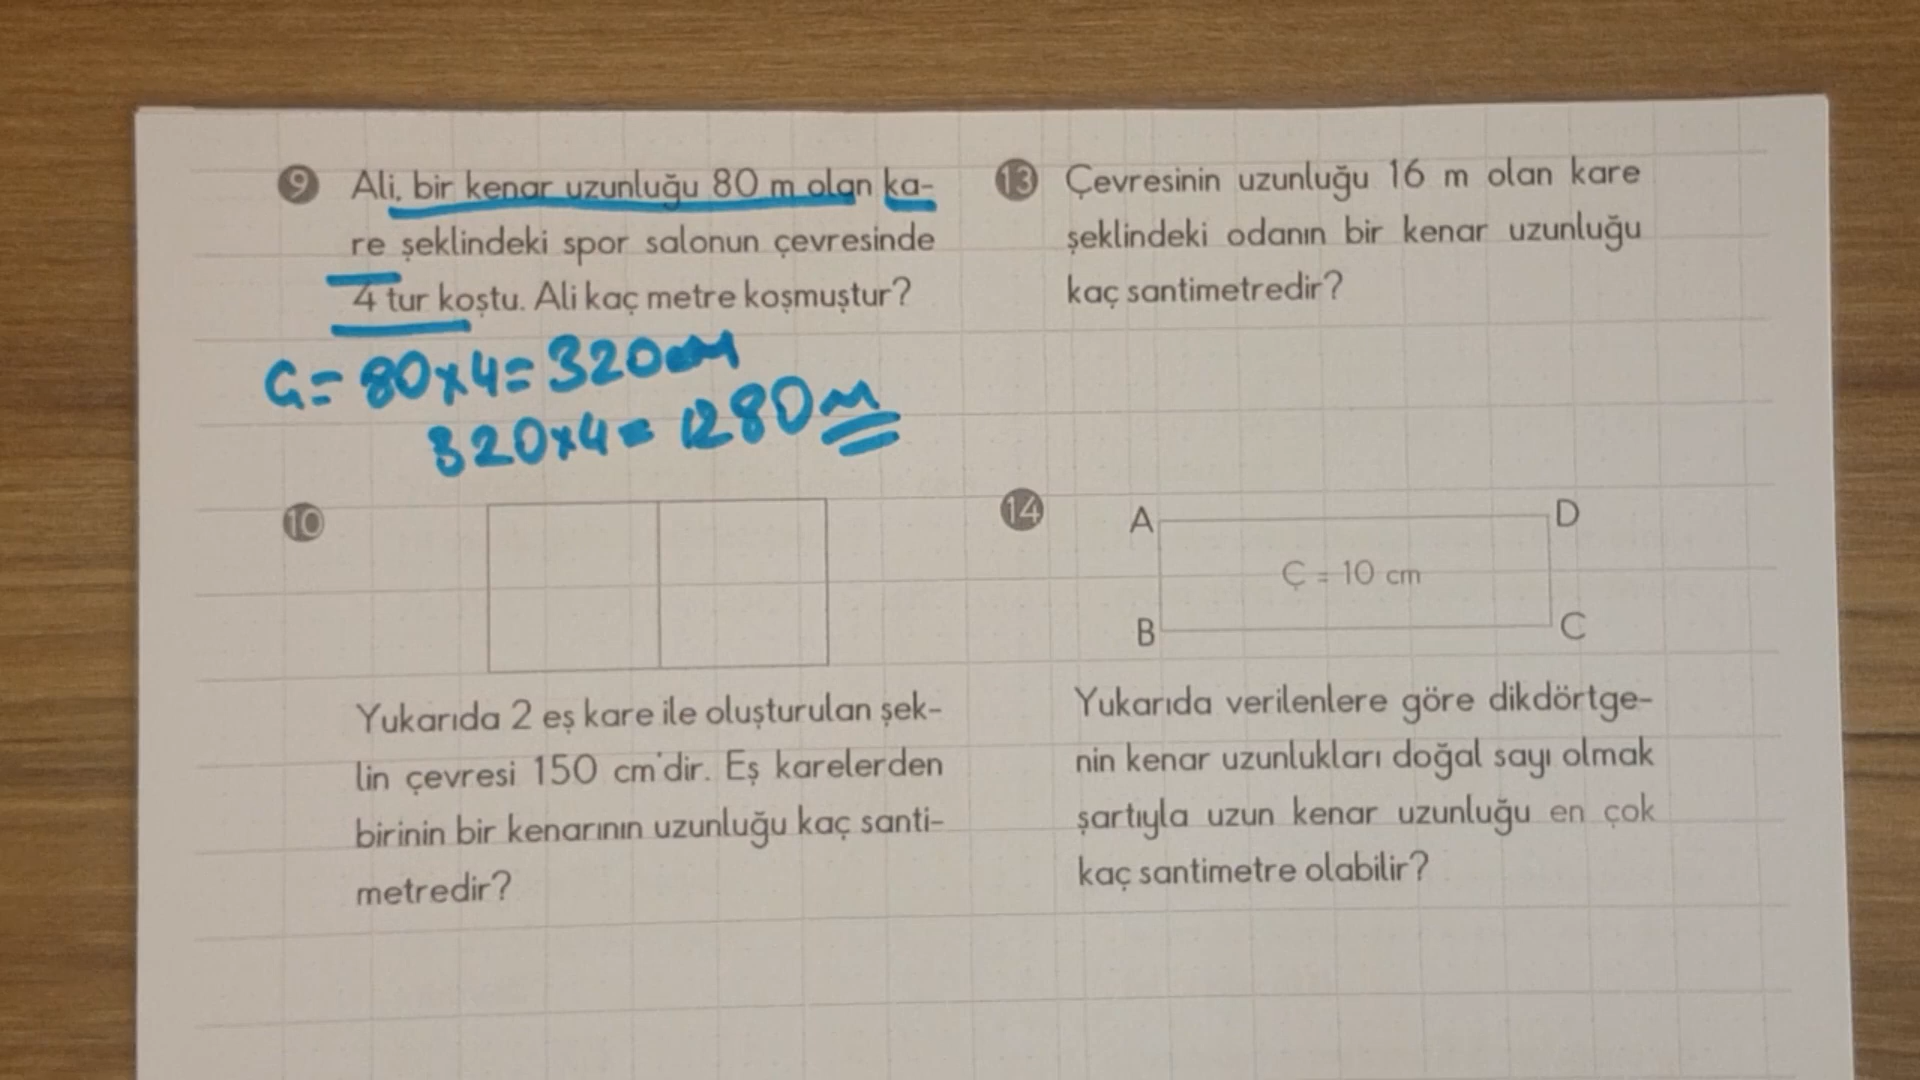 9 Ali, bir kenar uzunluğu 80 m olan ka-
re şeklindeki spor salonun çevresinde
4 tur koştu. Ali kaç metre koşmuştur?
Ç= 80x4= 320 m
320x4= 1280 m
10
Yukarıda 2 eş kare ile oluşturulan şek-
lin çevresi 150 cm'dir. Eş karelerden
birinin bir kenarının uzunluğu kaç santi-
metredir?
13 Çevresinin uzunluğu 16 m olan kare
şeklindeki odanın bir kenar uzunluğu
kaç santimetredir?
14
A D
Ç = 10 cm
B C
Yukarıda verilenlere göre dikdörtge-
nin kenar uzunlukları doğal sayı olmak
şartıyla uzun kenar uzunluğu en çok
kaç santimetre olabilir?